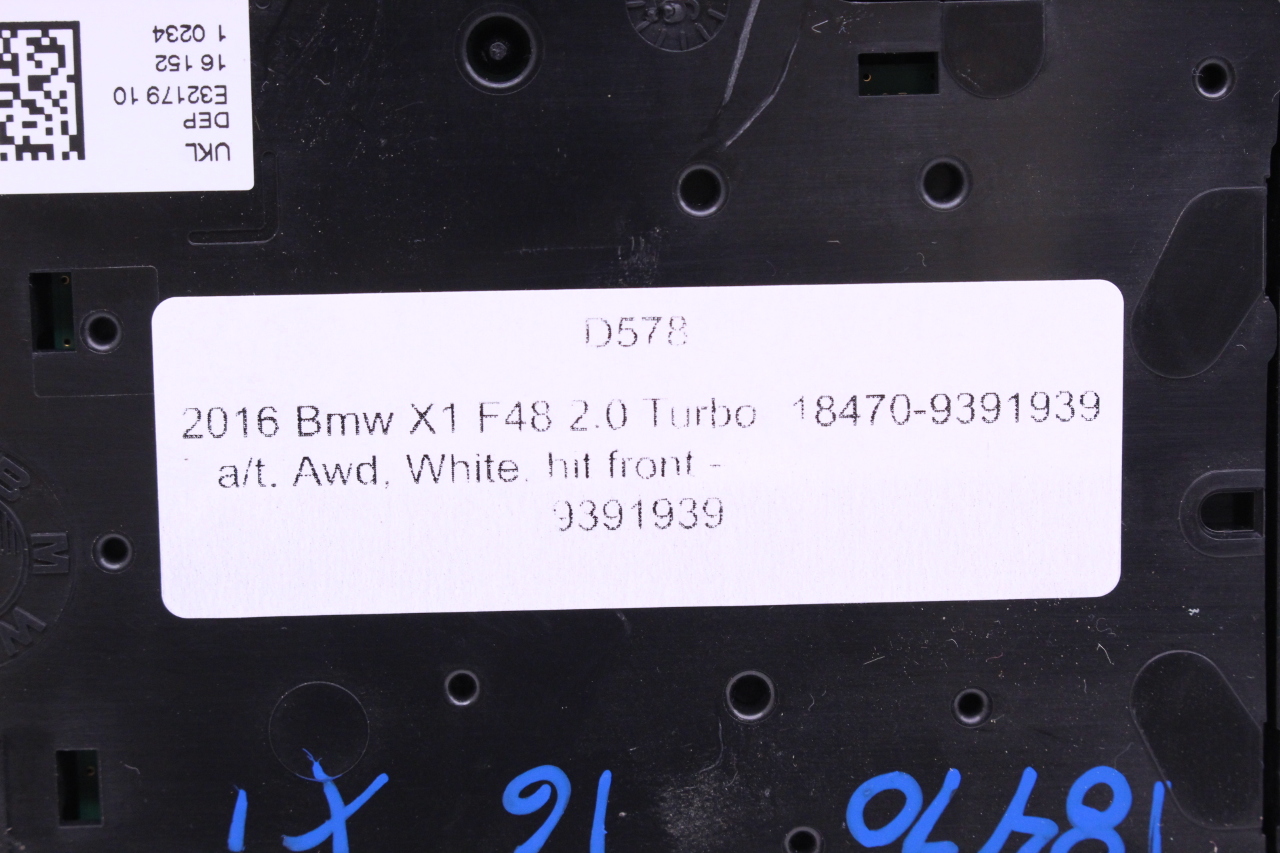 UKL
DEP
E32179 10
16 152
1 0234
D578
2016 Bmw X1 F48 2.0 Turbo 18470-9391939
a/t. Awd, White. hit front -
9391939
BMW
18470 16 X1